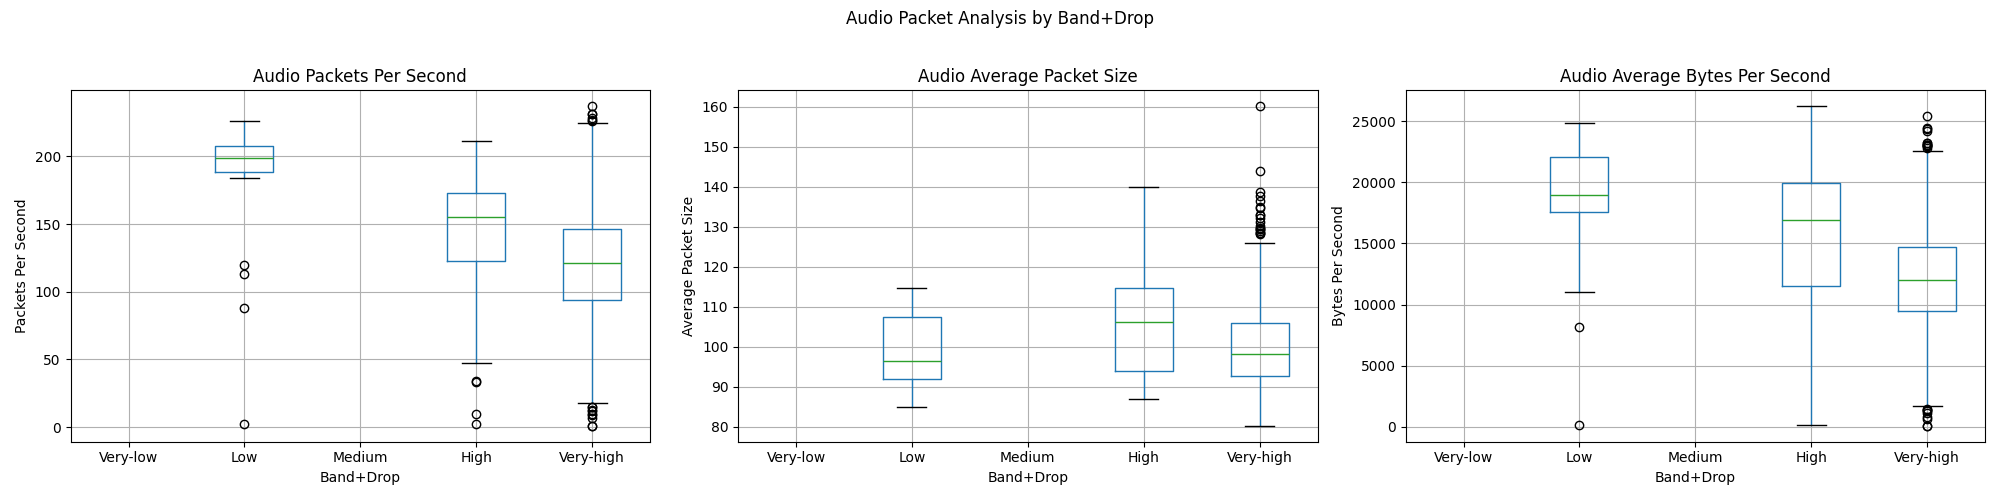 Audio Packet Analysis by Band+Drop
Audio Packets Per Second
Packets Per Second
200
150
100
50
0
Very-low Low Medium High Very-high
Band+Drop
Audio Average Packet Size
Average Packet Size
160
150
140
130
120
110
100
90
80
Very-low Low Medium High Very-high
Band+Drop
Audio Average Bytes Per Second
Bytes Per Second
25000
20000
15000
10000
5000
0
Very-low Low Medium High Very-high
Band+Drop